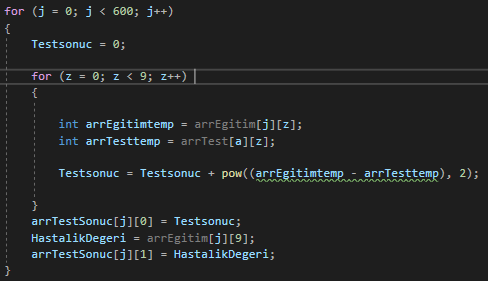 for (j = 0; j < 600; j++)
{
Testsonuc = 0;
for (z = 0; z < 9; z++)
{
int arrEgitimtemp = arrEgitim[j][z];
int arrTesttemp = arrTest[a][z];
Testsonuc = Testsonuc + pow((arrEgitimtemp - arrTesttemp), 2);
}
arrTestSonuc[j][0] = Testsonuc;
HastalikDegeri = arrEgitim[j][9];
arrTestSonuc[j][1] = HastalikDegeri;
}